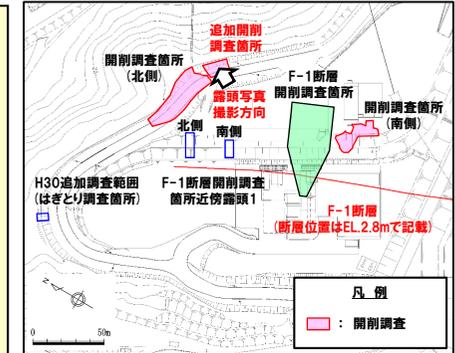 追加開削
調査箇所
開削調査箇所
(北側)
F-1断層
開削調査箇所
露頭写真
撮影方向
開削調査箇所
(南側)
北側
南側
H30追加調査範囲
(はぎとり調査箇所)
F-1断層開削調査
箇所近傍露頭1
F-1断層
(断層位置はEL.2.8mで記載)
N
0 50m
凡 例
: 開削調査